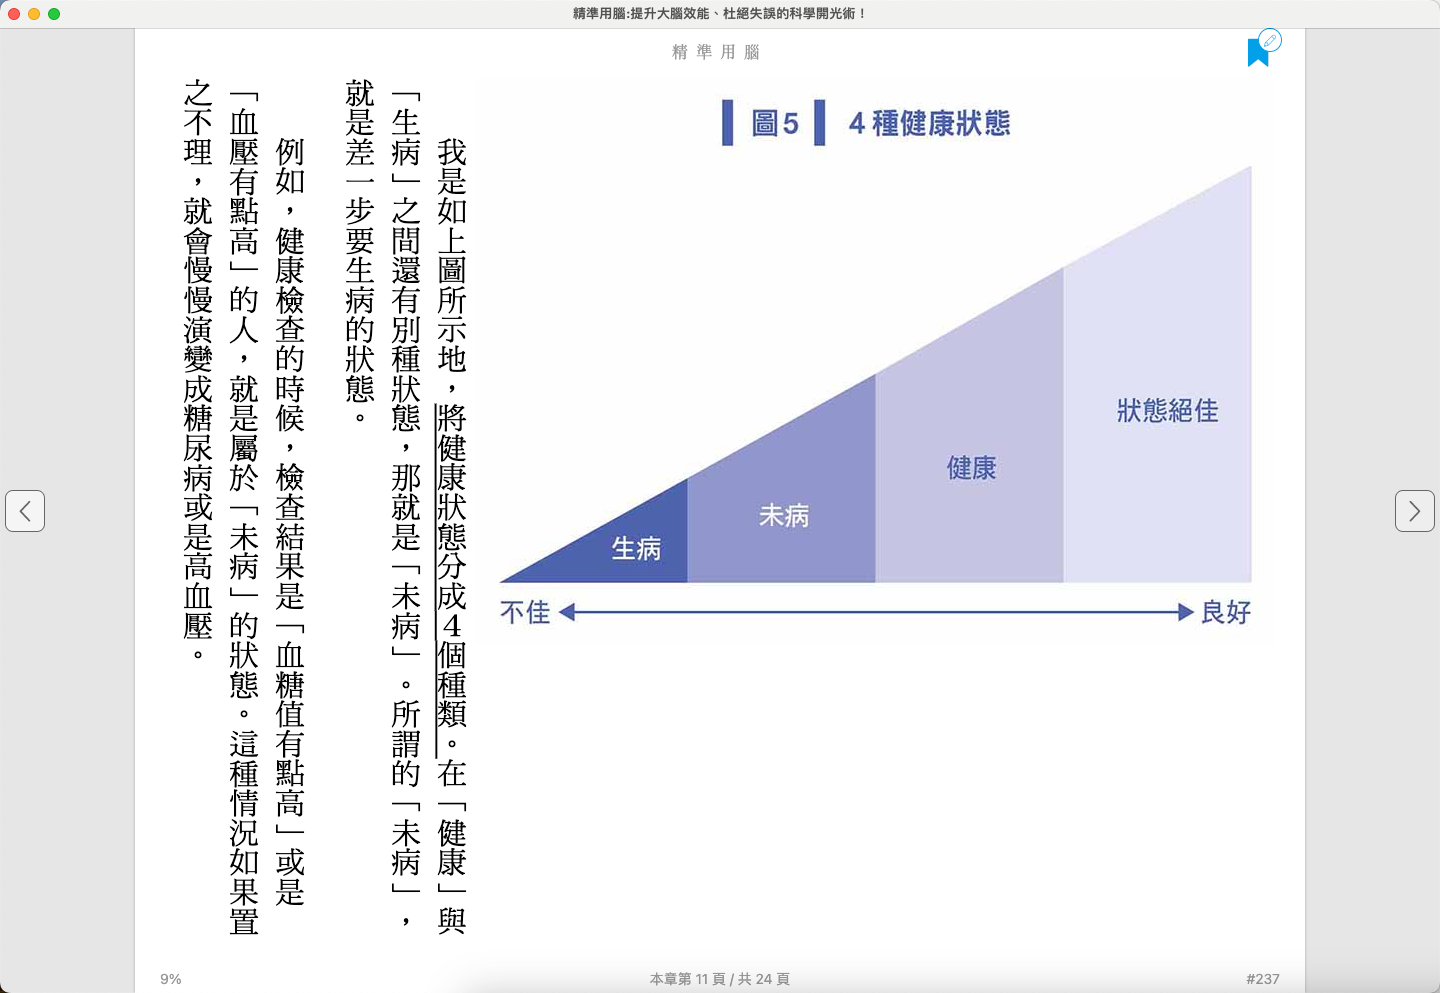 精準用腦:提升大腦效能、杜絕失誤的科學開光術！
精準用腦
圖5 4種健康狀態
狀態絕佳
健康
未病
生病
不佳
良好
我是如上圖所示地，將健康狀態分成4個種類。在「健康」與
「生病」之間還有別種狀態，那就是「未病」。所謂的「未病」，
就是差一步要生病的狀態。
例如，健康檢查的時候，檢查結果是「血糖值有點高」或是
「血壓有點高」的人，就是屬於「未病」的狀態。這種情況如果置
之不理，就會慢慢演變成糖尿病或是高血壓。
9%
本章第 11 頁 / 共 24 頁
#237